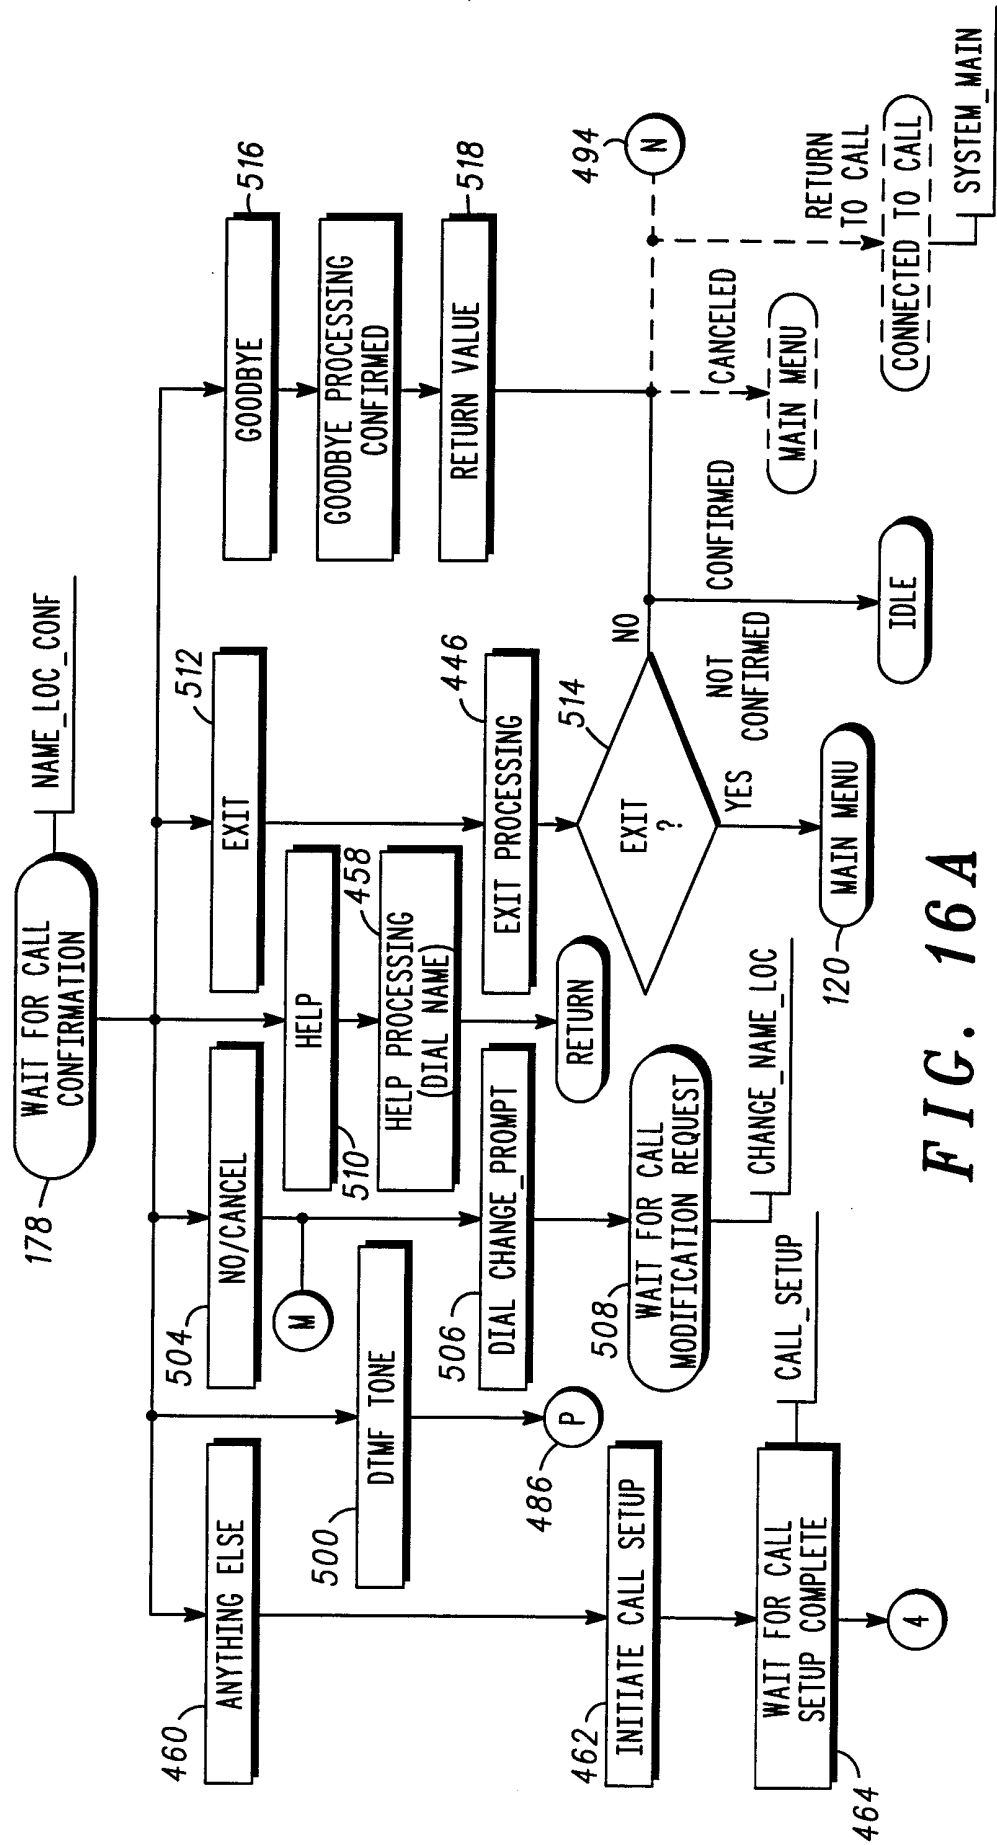 178
WAIT FOR CALL
CONFIRMATION
NAME_LOC_CONF
460
ANYTHING ELSE
504
NO/CANCEL
EXIT
512
GOODBYE
516
M
HELP
510
GOODBYE PROCESSING
CONFIRMED
500
DTMF TONE
HELP PROCESSING
(DIAL NAME)
458
RETURN VALUE
518
506
DIAL CHANGE_PROMPT
EXIT PROCESSING
446
486
P
RETURN
462
INITIATE CALL SETUP
508
WAIT FOR CALL
MODIFICATION REQUEST
CHANGE_NAME_LOC
EXIT
?
514
NO
YES
NOT
CONFIRMED
CONFIRMED
CANCELED
494
N
RETURN
TO CALL
464
WAIT FOR CALL
SETUP COMPLETE
CALL_SETUP
120
MAIN MENU
IDLE
MAIN MENU
CONNECTED TO CALL
SYSTEM_MAIN
4
FIG. 16A